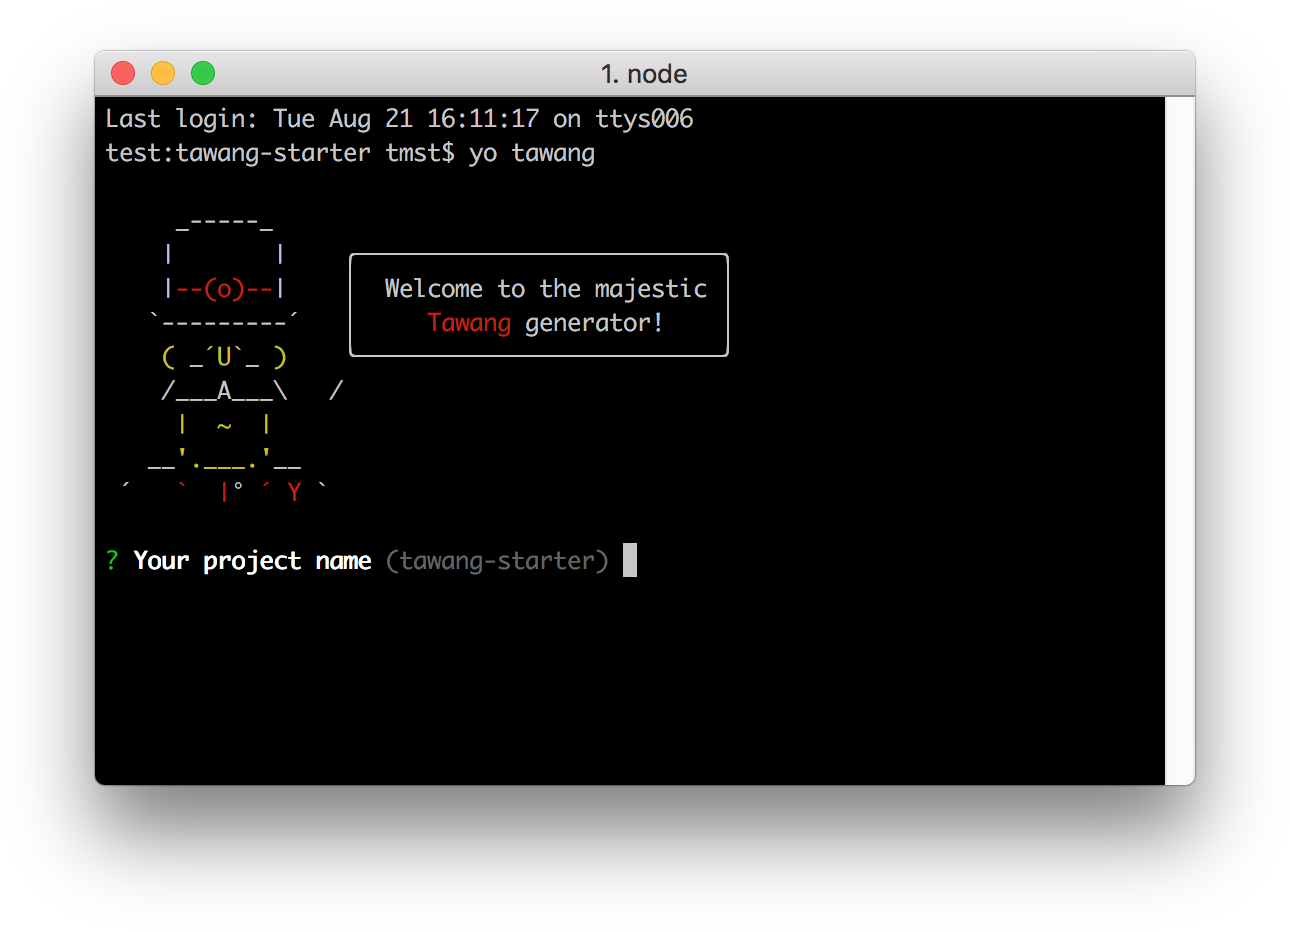 1. node
Last login: Tue Aug 21 16:11:17 on ttys006
test:tawang-starter tmst$ yo tawang
     _-----_
    |       |
    |--(o)--|      Welcome to the majestic
   `---------´        Tawang generator!
    ( _´U`_ )
    /___A___\   /
     |  ~  |
   __'.___.'__
 ´   `  |° ´ Y `
? Your project name (tawang-starter)